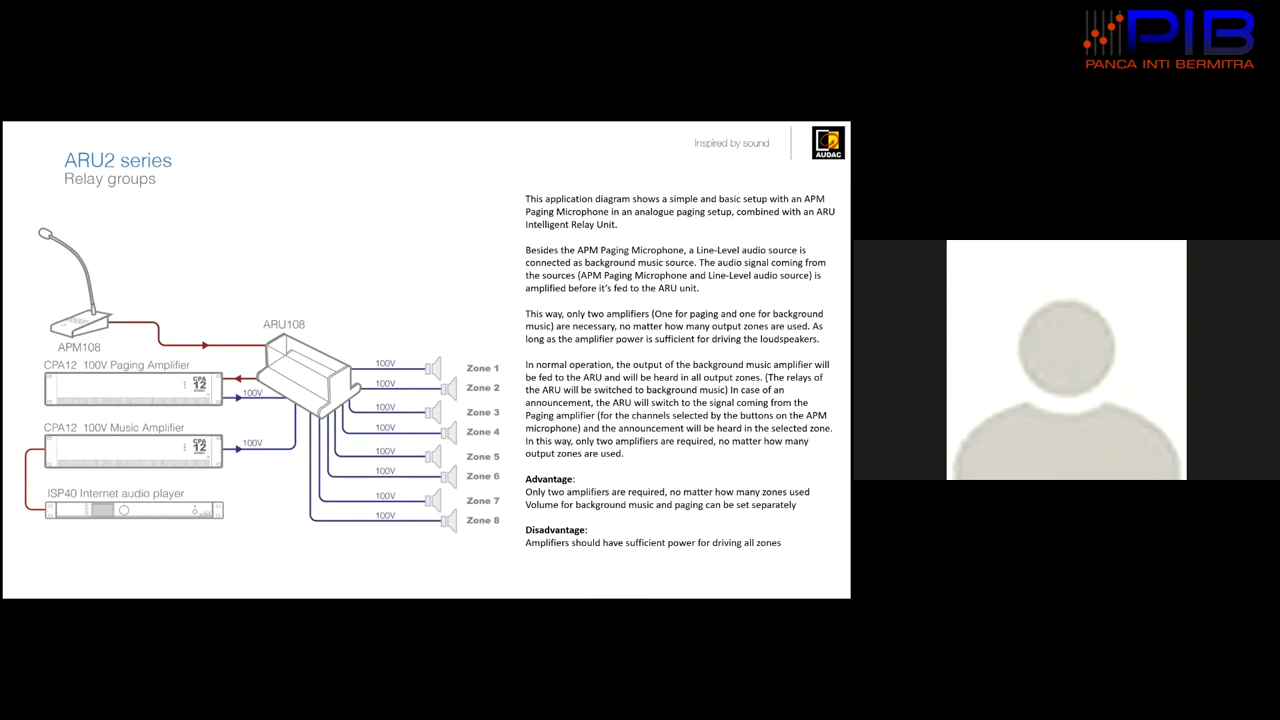 PIB
PANCA INTI BERMITRA
Inspired by sound
AUDAC
ARU2 series
Relay groups
APM108
ARU108
CPA12 100V Paging Amplifier
CPA
12
100V
CPA12 100V Music Amplifier
CPA
12
100V
ISP40 Internet audio player
100V
Zone 1
100V
Zone 2
100V
Zone 3
100V
Zone 4
100V
Zone 5
100V
Zone 6
100V
Zone 7
100V
Zone 8
This application diagram shows a simple and basic setup with an APM
Paging Microphone in an analogue paging setup, combined with an ARU
Intelligent Relay Unit.
Besides the APM Paging Microphone, a Line-Level audio source is
connected as background music source. The audio signal coming from
the sources (APM Paging Microphone and Line-Level audio source) is
amplified before it's fed to the ARU unit.
This way, only two amplifiers (One for paging and one for background
music) are necessary, no matter how many output zones are used. As
long as the amplifier power is sufficient for driving the loudspeakers.
In normal operation, the output of the background music amplifier will
be fed to the ARU and will be heard in all output zones. (The relays of
the ARU will be switched to background music) In case of an
announcement, the ARU will switch to the signal coming from the
Paging amplifier (for the channels selected by the buttons on the APM
microphone) and the announcement will be heard in the selected zone.
In this way, only two amplifiers are required, no matter how many
output zones are used.
Advantage:
Only two amplifiers are required, no matter how many zones used
Volume for background music and paging can be set separately
Disadvantage:
Amplifiers should have sufficient power for driving all zones